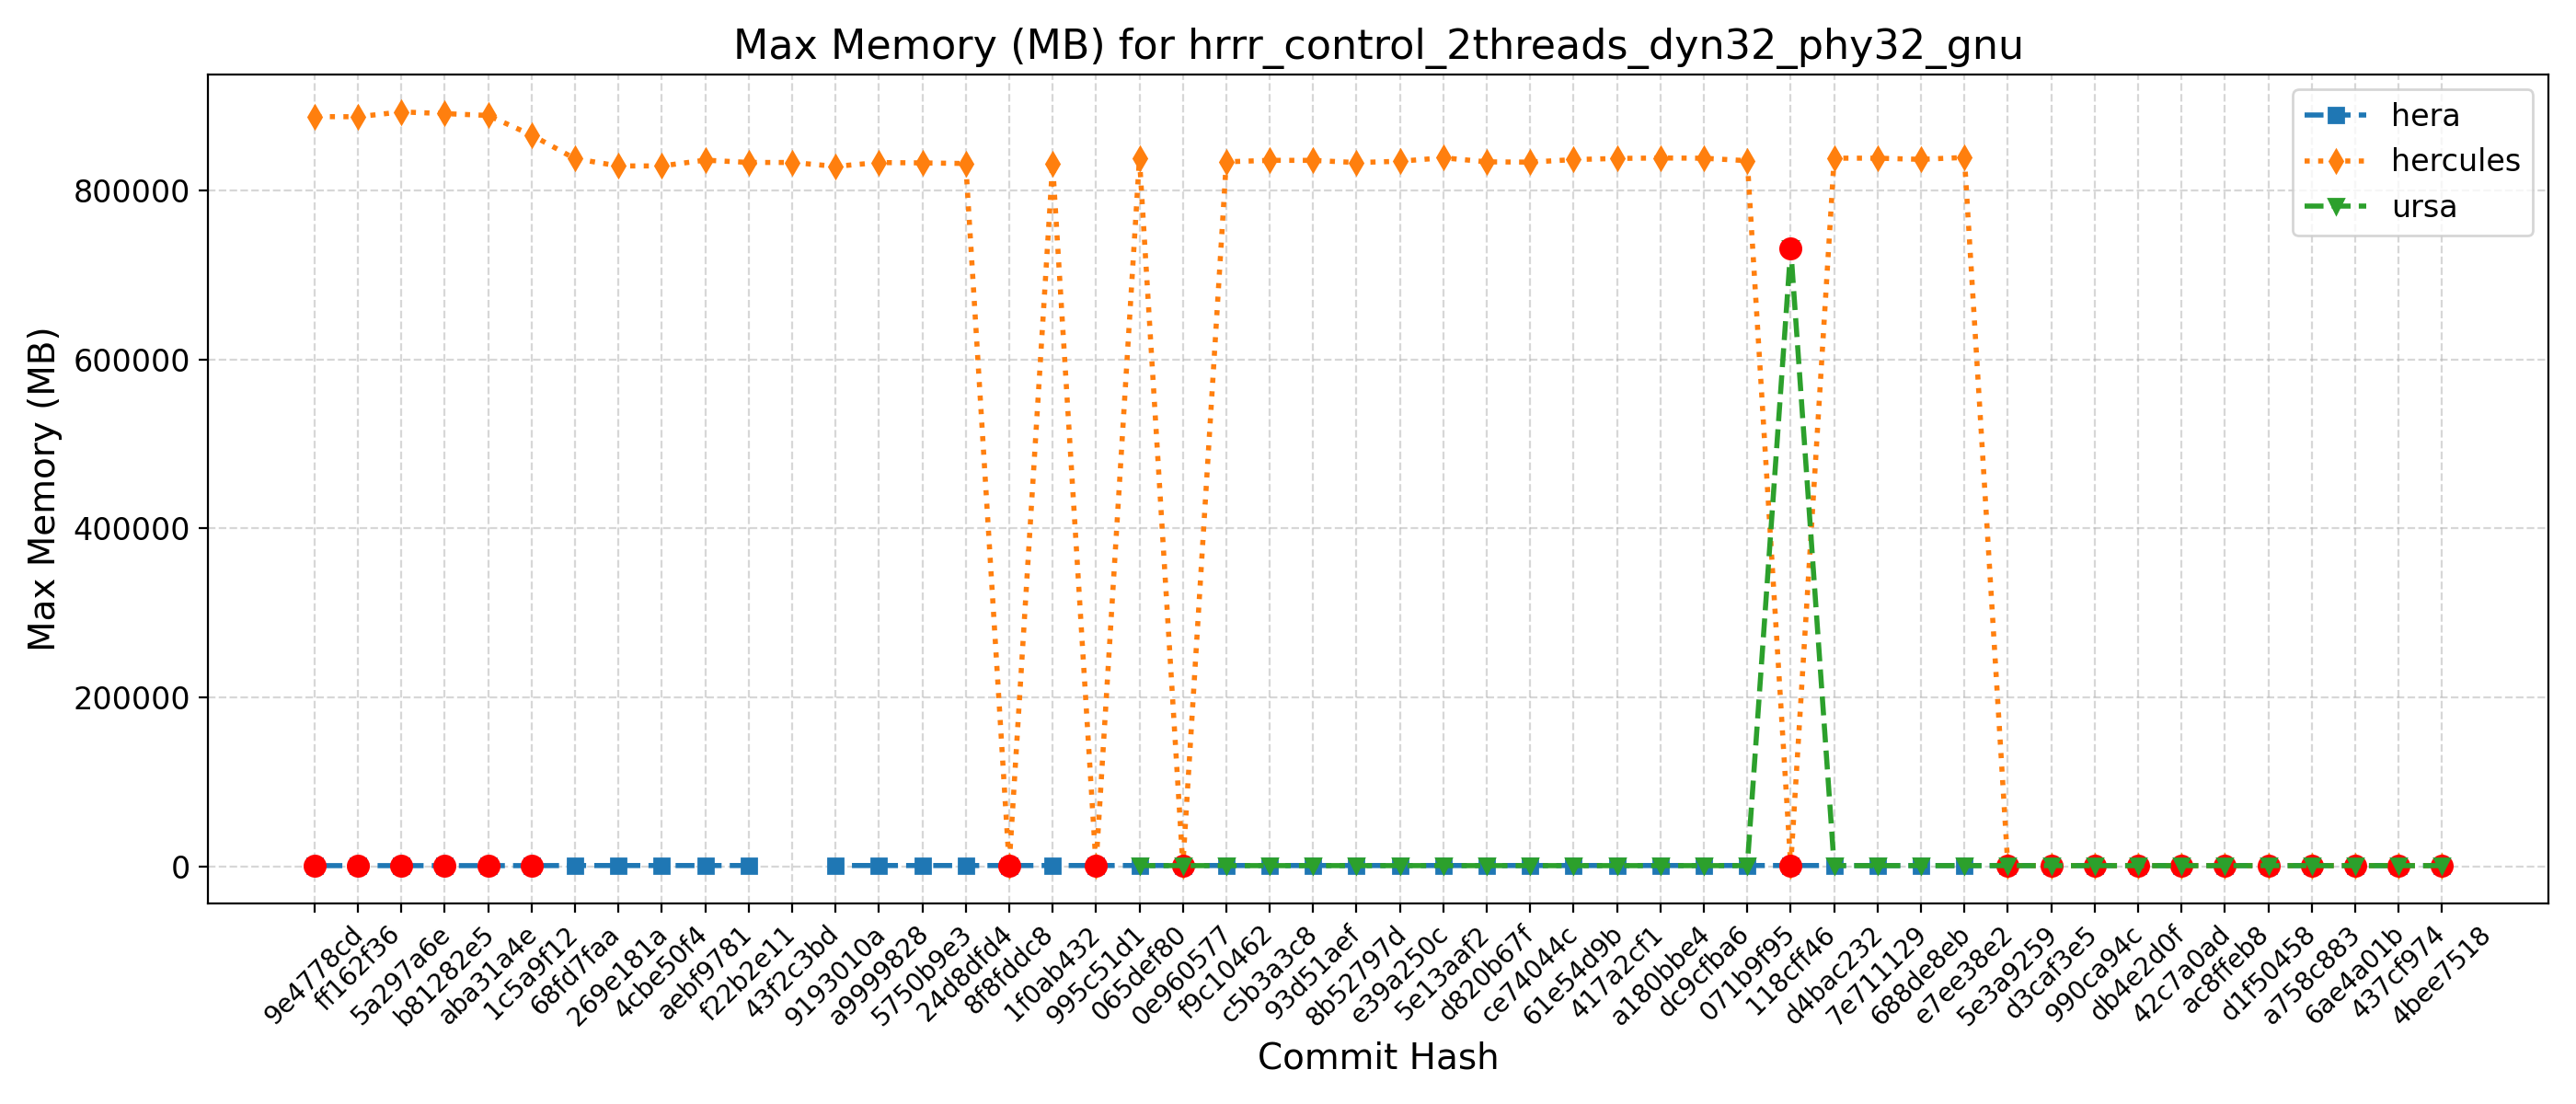 Max Memory (MB) for hrrr_control_2threads_dyn32_phy32_gnu
hera
hercules
ursa
Max Memory (MB)
800000
600000
400000
200000
0
9e4778cd
ff162f36
5a297a6e
b81282e5
aba31a4e
1c5a9f12
68fd7faa
269e181a
4cbe50f4
aebf9781
f22b2e11
43f2c3bd
9193010a
a9999828
5750b9e3
24d8dfd4
8f8fddc8
1f0ab432
995c51d1
065def80
0e960577
f9c10462
c5b3a3c8
93d51aef
8b52797d
e39a250c
5e13aaf2
d820b67f
ce74044c
61e54d9b
417a2cf1
a180bbe4
dc9cfba6
071b9f95
118cff46
d4bac232
7e711129
688de8eb
e7ee38e2
5e3a9259
d3caf3e5
990ca94c
db4e2d0f
42c7a0ad
ac8ffeb8
d1f50458
a758c883
6ae4a01b
437cf974
4bee7518
Commit Hash